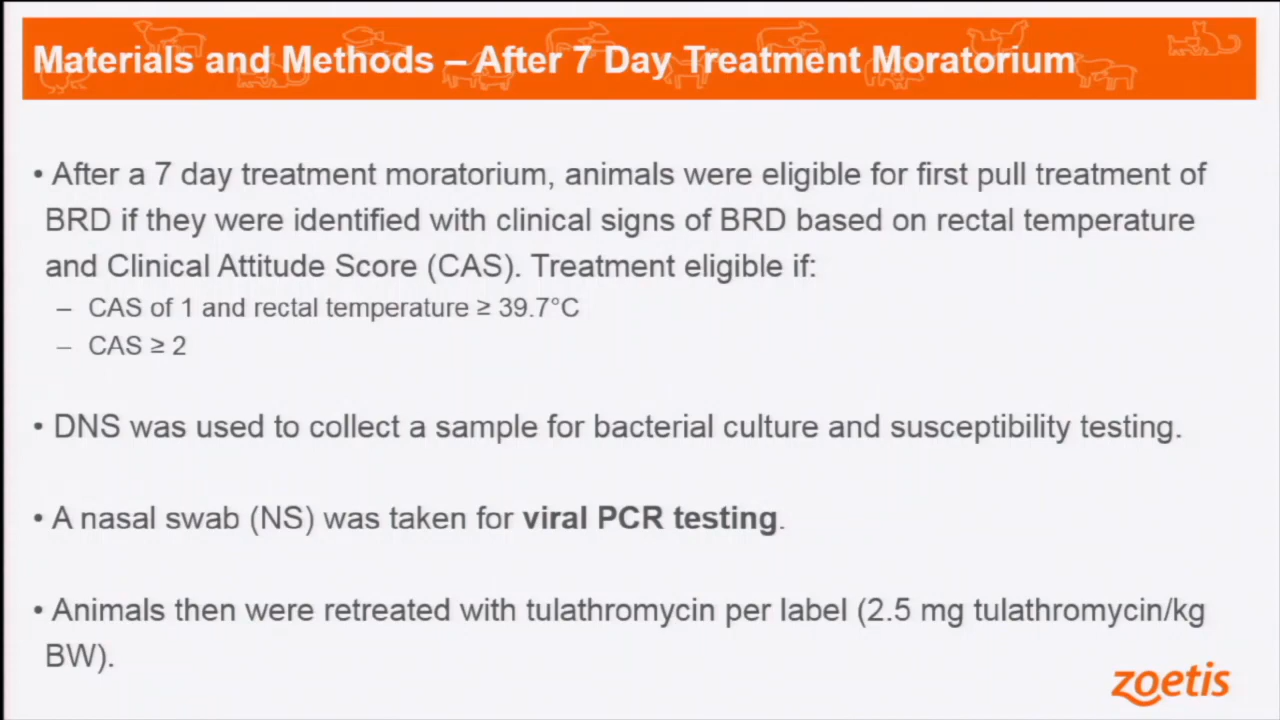 Materials and Methods – After 7 Day Treatment Moratorium
• After a 7 day treatment moratorium, animals were eligible for first pull treatment of
BRD if they were identified with clinical signs of BRD based on rectal temperature
and Clinical Attitude Score (CAS). Treatment eligible if:
– CAS of 1 and rectal temperature ≥ 39.7°C
– CAS ≥ 2
• DNS was used to collect a sample for bacterial culture and susceptibility testing.
• A nasal swab (NS) was taken for viral PCR testing.
• Animals then were retreated with tulathromycin per label (2.5 mg tulathromycin/kg
BW).
zoetis